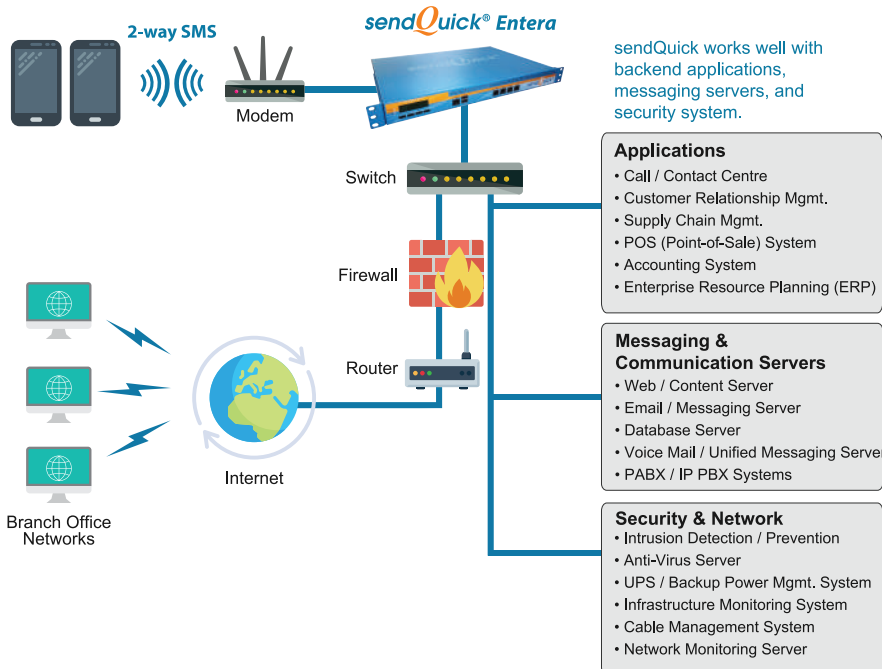 2-way SMS
sendQuick® Entera
sendQuick works well with
backend applications,
messaging servers, and
security system.
Modem
Switch
Firewall
Router
Internet
Branch Office
Networks
Applications
• Call / Contact Centre
• Customer Relationship Mgmt.
• Supply Chain Mgmt.
• POS (Point-of-Sale) System
• Accounting System
• Enterprise Resource Planning (ERP)
Messaging &
Communication Servers
• Web / Content Server
• Email / Messaging Server
• Database Server
• Voice Mail / Unified Messaging Server
• PABX / IP PBX Systems
Security & Network
• Intrusion Detection / Prevention
• Anti-Virus Server
• UPS / Backup Power Mgmt. System
• Infrastructure Monitoring System
• Cable Management System
• Network Monitoring Server